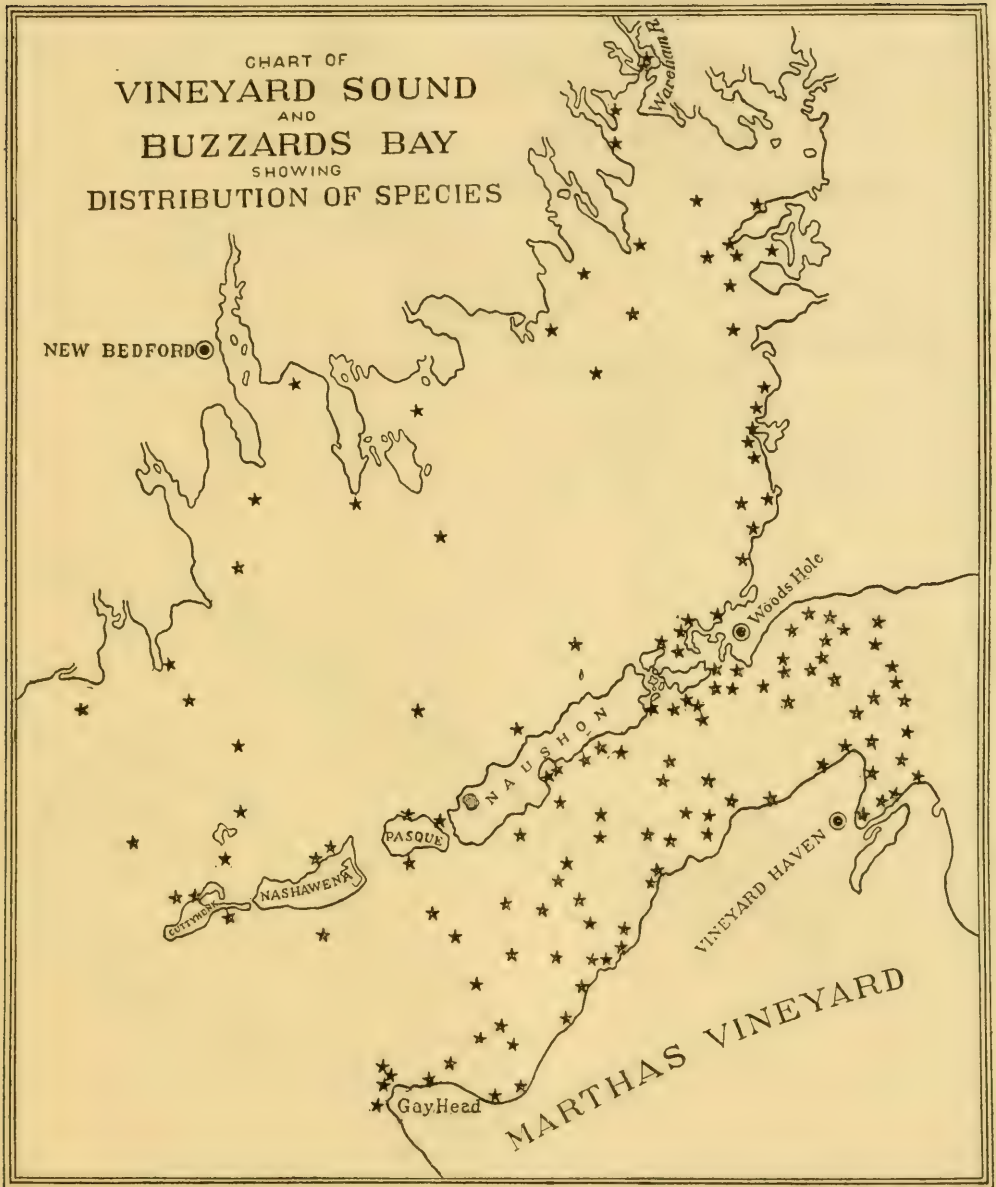 CHART OF
VINEYARD SOUND
AND
BUZZARDS BAY
SHOWING
DISTRIBUTION OF SPECIES
Wareham R.
NEW BEDFORD
Woods Hole
NAUSHON
PASQUE
NASHAWENA
CUTTYHUNK
VINEYARD HAVEN
MARTHAS VINEYARD
Gay Head